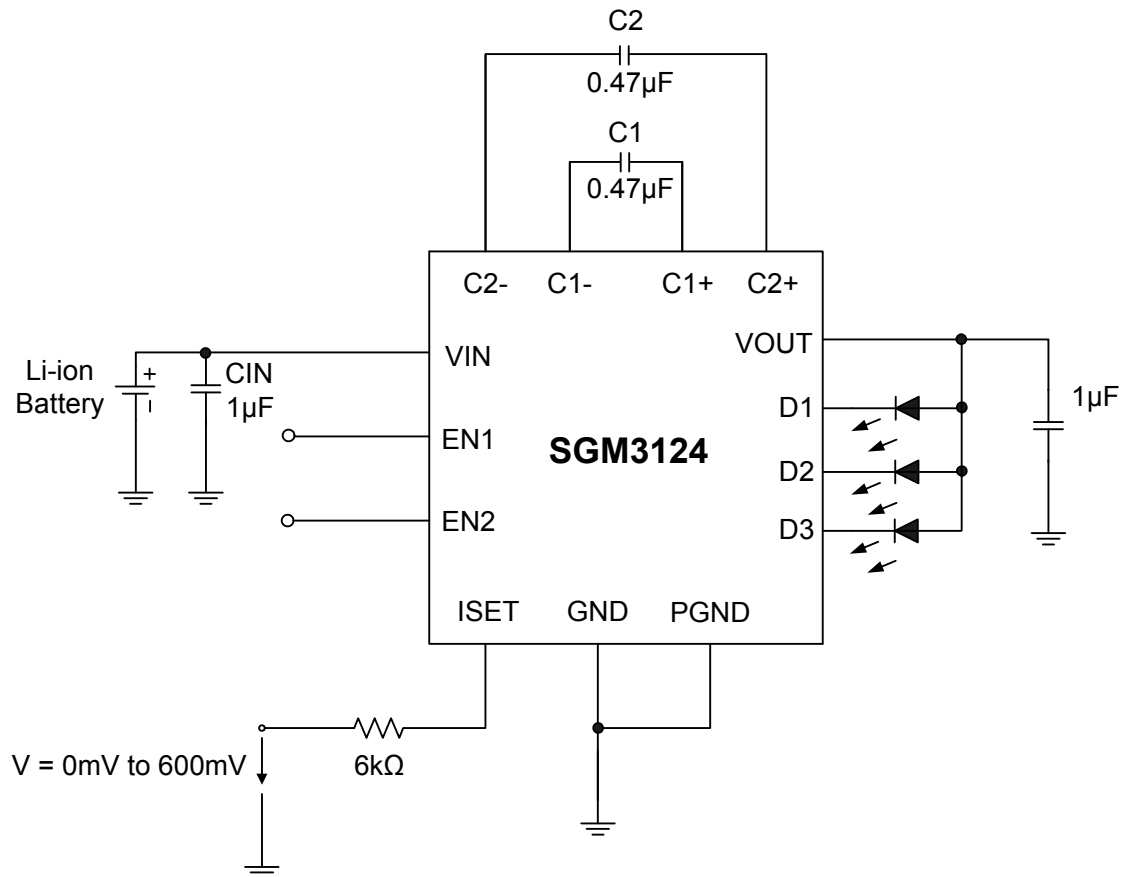 C2
0.47µF
C1
0.47µF
C2- C1- C1+ C2+
VIN
VOUT
Li-ion
Battery
+
-
CIN
1µF
D1
1µF
EN1
SGM3124
D2
EN2
D3
ISET GND PGND
V = 0mV to 600mV
6kΩ